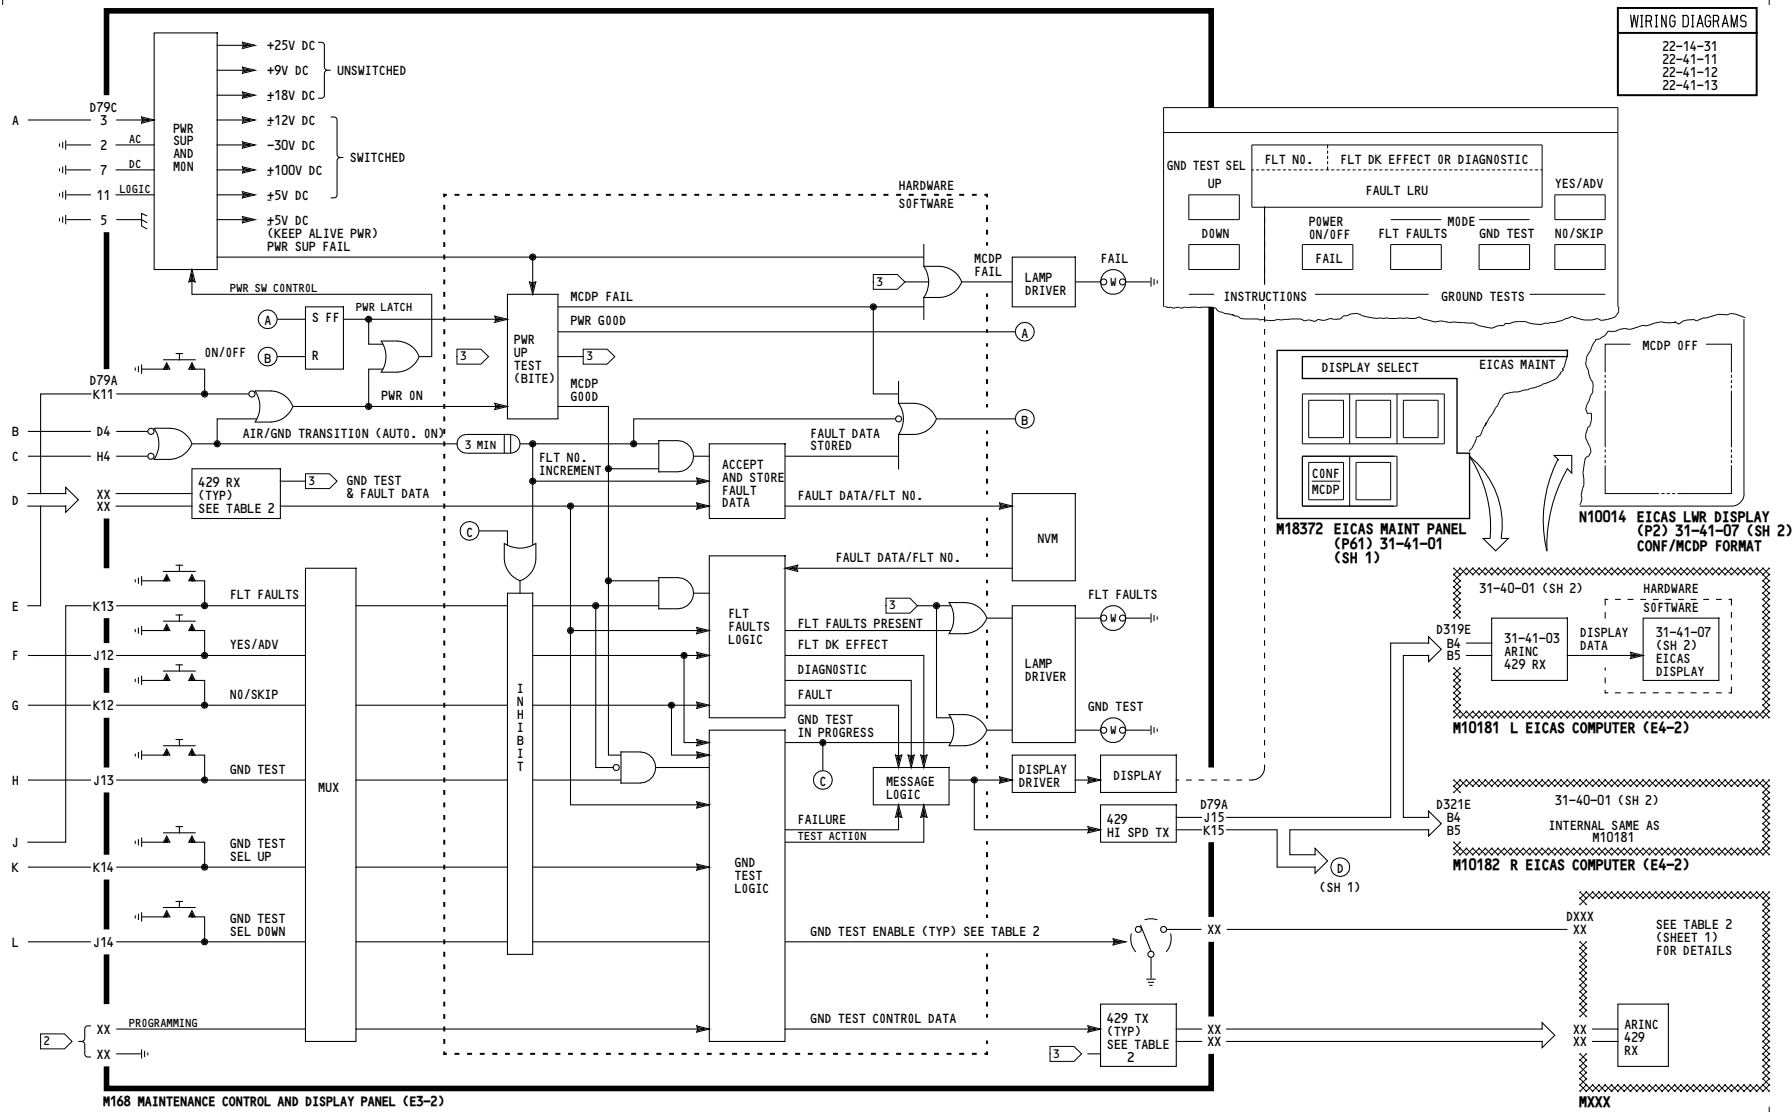 WIRING DIAGRAMS
22-14-31
22-41-11
22-41-12
22-41-13
+25V DC
+9V DC
±18V DC
UNSWITCHED
±12V DC
-30V DC
±100V DC
±5V DC
SWITCHED
±5V DC
(KEEP ALIVE PWR)
PWR SUP FAIL
PWR
SUP
AND
MON
D79C
A
3
2
AC
7
DC
11
LOGIC
5
HARDWARE
SOFTWARE
PWR SW CONTROL
PWR LATCH
A
S FF
B
R
ON/OFF
D79A
K11
PWR ON
B
D4
C
H4
AIR/GND TRANSITION (AUTO. ON)
3 MIN
D
XX
XX
429 RX
(TYP)
SEE TABLE 2
3
GND TEST
& FAULT DATA
3
PWR
UP
TEST
(BITE)
MCDP FAIL
PWR GOOD
3
MCDP
GOOD
FLT NO.
INCREMENT
ACCEPT
AND STORE
FAULT
DATA
FAULT DATA
STORED
FAULT DATA/FLT NO.
NVM
FAULT DATA/FLT NO.
3
MCDP
FAIL
LAMP
DRIVER
FAIL
W
A
B
C
E
K13
FLT FAULTS
F
J12
YES/ADV
G
K12
NO/SKIP
H
J13
GND TEST
J
K
K14
GND TEST
SEL UP
L
J14
GND TEST
SEL DOWN
2
XX
PROGRAMMING
XX
MUX
I
N
H
I
B
I
T
FLT
FAULTS
LOGIC
3
FLT FAULTS PRESENT
FLT DK EFFECT
DIAGNOSTIC
FAULT
GND TEST
IN PROGRESS
C
LAMP
DRIVER
FLT FAULTS
W
GND TEST
W
MESSAGE
LOGIC
DISPLAY
DRIVER
DISPLAY
FAILURE
TEST ACTION
GND
TEST
LOGIC
429
HI SPD TX
D79A
J15
K15
D
(SH 1)
GND TEST ENABLE (TYP) SEE TABLE 2
XX
GND TEST CONTROL DATA
3
429 TX
(TYP)
SEE TABLE
2
XX
XX
M168 MAINTENANCE CONTROL AND DISPLAY PANEL (E3-2)
GND TEST SEL
UP
DOWN
FLT NO.
FLT DK EFFECT OR DIAGNOSTIC
FAULT LRU
YES/ADV
POWER
ON/OFF
FAIL
MODE
FLT FAULTS
GND TEST
NO/SKIP
INSTRUCTIONS
GROUND TESTS
DISPLAY SELECT
EICAS MAINT
CONF
MCDP
M18372 EICAS MAINT PANEL
(P61) 31-41-01
(SH 1)
MCDP OFF
N10014 EICAS LWR DISPLAY
(P2) 31-41-07 (SH 2)
CONF/MCDP FORMAT
31-40-01 (SH 2)
HARDWARE
SOFTWARE
D319E
B4
B5
31-41-03
ARINC
429 RX
DISPLAY
DATA
31-41-07
(SH 2)
EICAS
DISPLAY
M10181 L EICAS COMPUTER (E4-2)
D321E
B4
B5
31-40-01 (SH 2)
INTERNAL SAME AS
M10181
M10182 R EICAS COMPUTER (E4-2)
DXXX
XX
SEE TABLE 2
(SHEET 1)
FOR DETAILS
XX
XX
ARINC
429
RX
MXXX